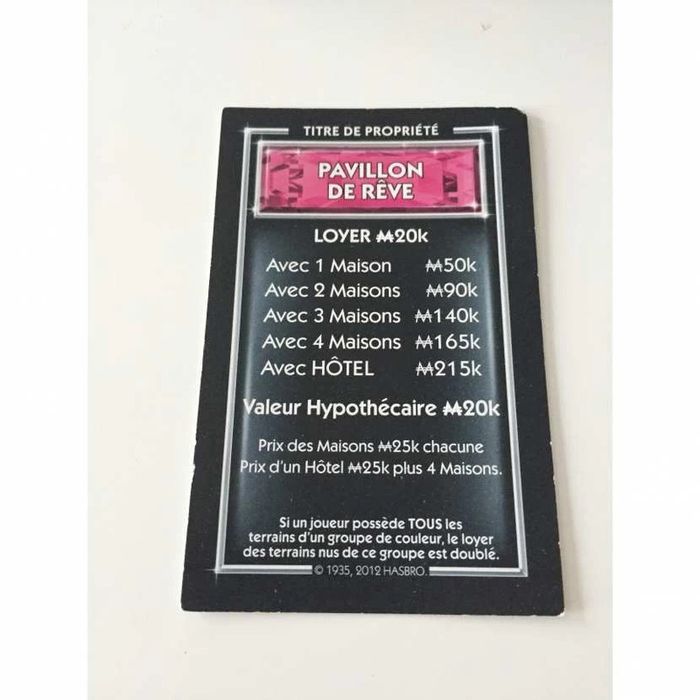 TITRE DE PROPRIÉTÉ
PAVILLON
DE RÊVE
LOYER ₩20k
Avec 1 Maison ₩50k
Avec 2 Maisons ₩90k
Avec 3 Maisons ₩140k
Avec 4 Maisons ₩165k
Avec HÔTEL ₩215k
Valeur Hypothécaire ₩20k
Prix des Maisons ₩25k chacune
Prix d'un Hôtel ₩25k plus 4 Maisons.
Si un joueur possède TOUS les
terrains d'un groupe de couleur, le loyer
des terrains nus de ce groupe est doublé.
© 1935, 2012 HASBRO.